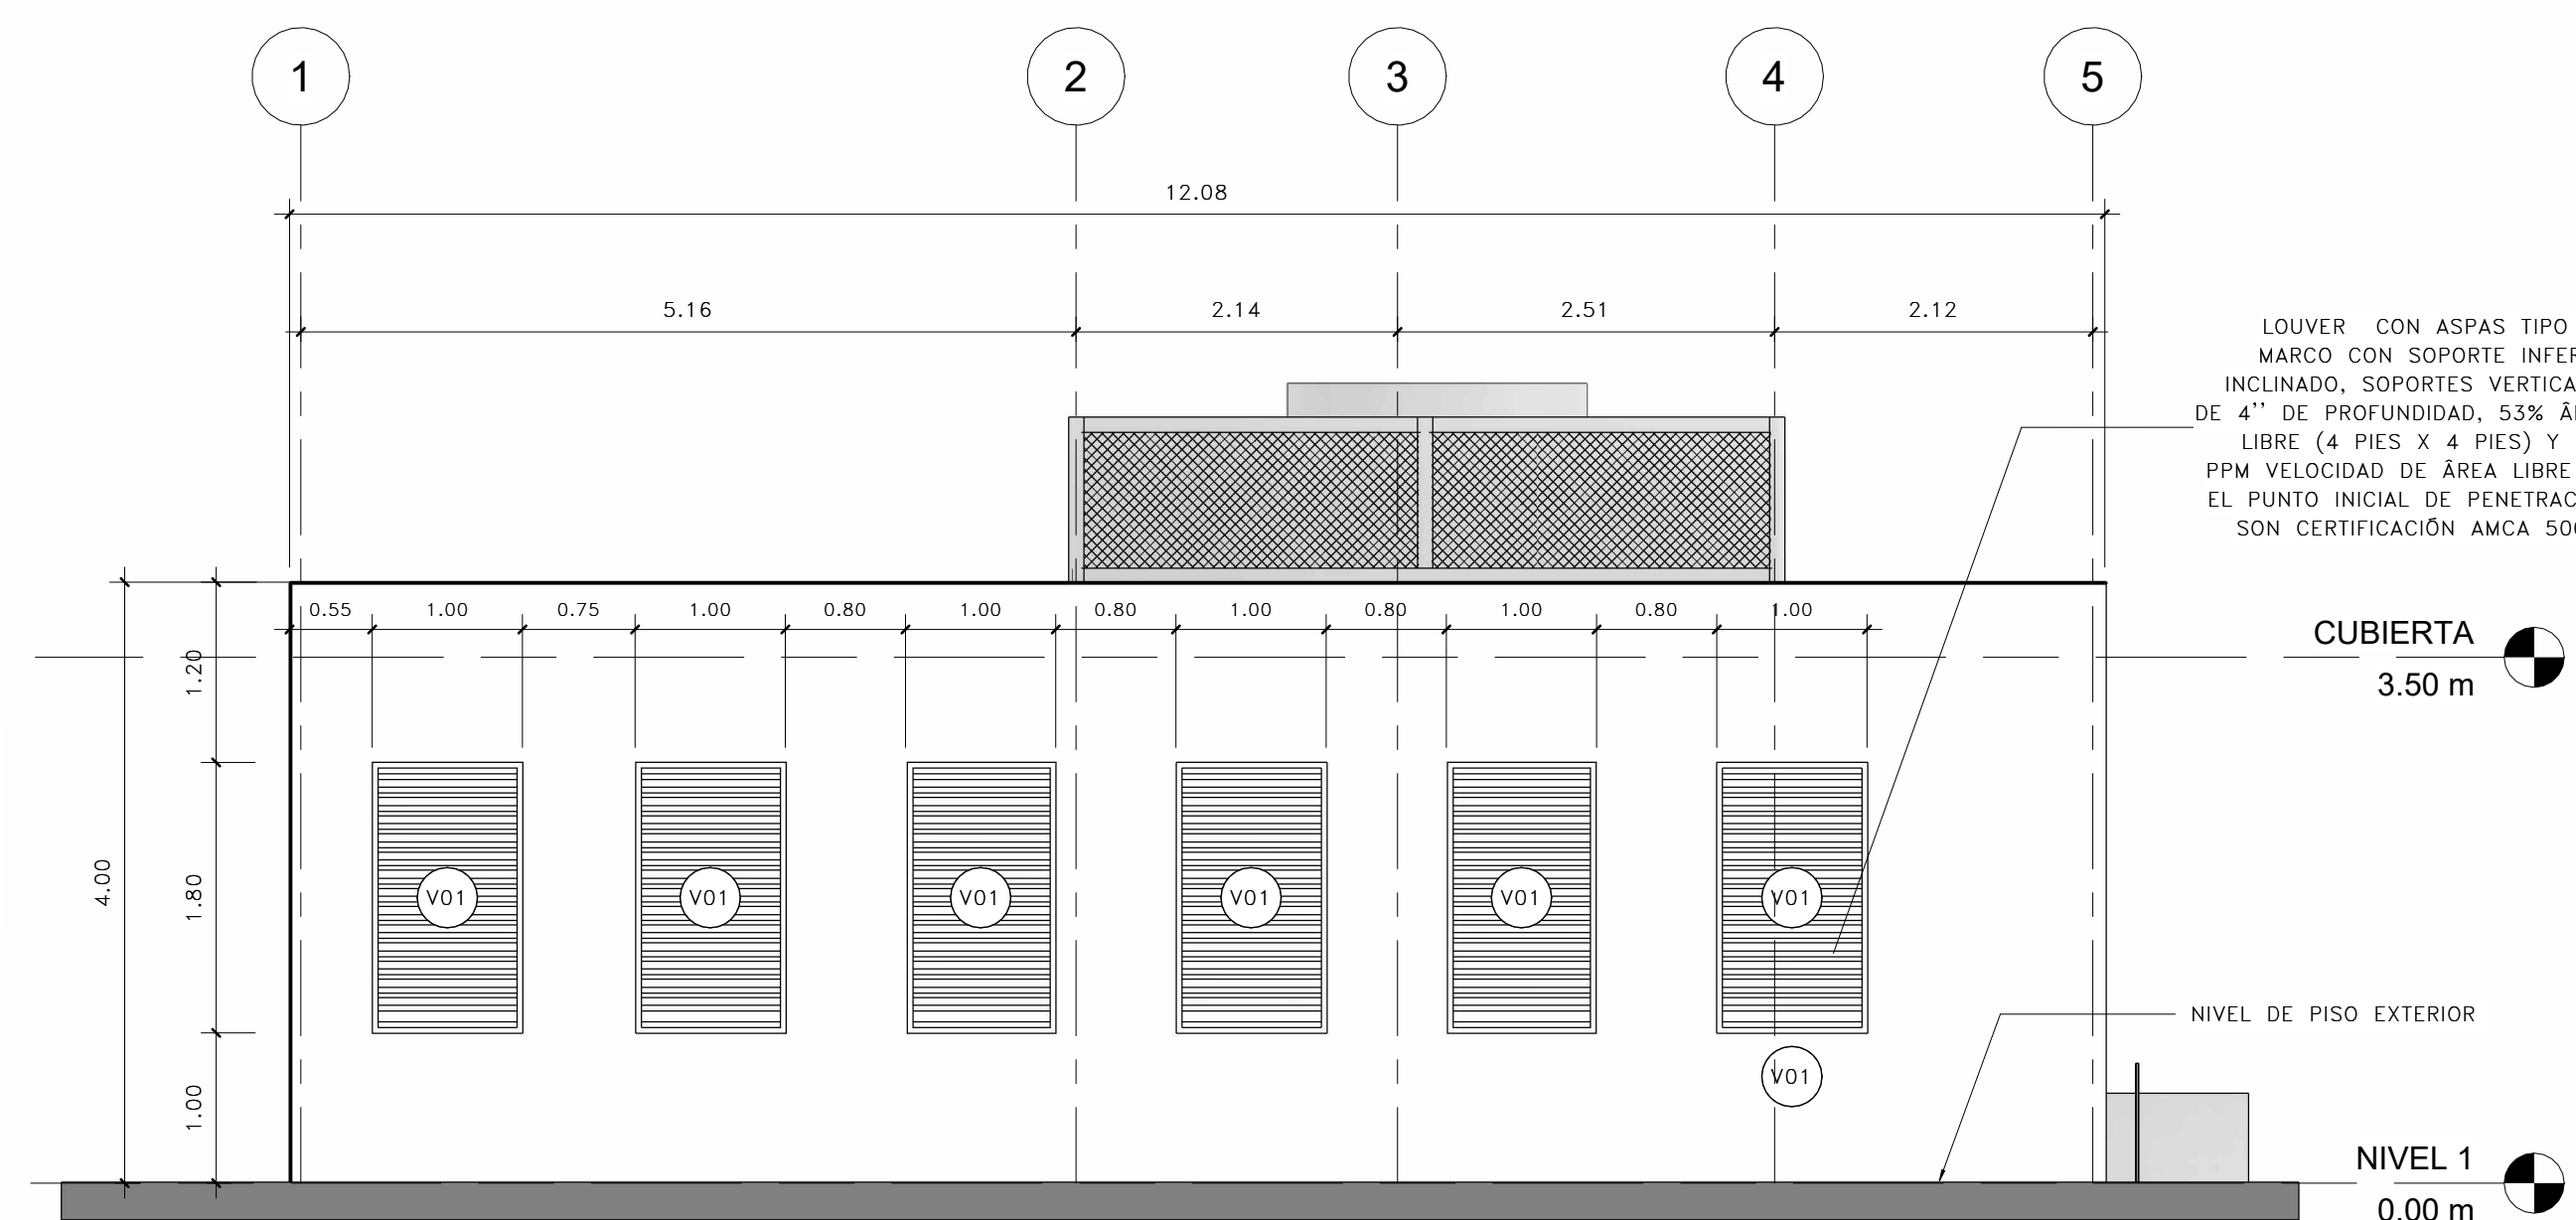 1 2 3 4 5
12.08
5.16 2.14 2.51 2.12
LOUVER CON ASPAS TIPO
MARCO CON SOPORTE INFER
INCLINADO, SOPORTES VERTICA
DE 4'' DE PROFUNDIDAD, 53% Â
LIBRE (4 PIES X 4 PIES) Y
PPM VELOCIDAD DE ÂREA LIBRE
EL PUNTO INICIAL DE PENETRAC
SON CERTIFICACIÓN AMCA 500
0.55 1.00 0.75 1.00 0.80 1.00 0.80 1.00 0.80 1.00 0.80 1.00
CUBIERTA
3.50 m
1.20
4.00
1.80
V01 V01 V01 V01 V01 V01
NIVEL DE PISO EXTERIOR
V01
1.00
NIVEL 1
0.00 m